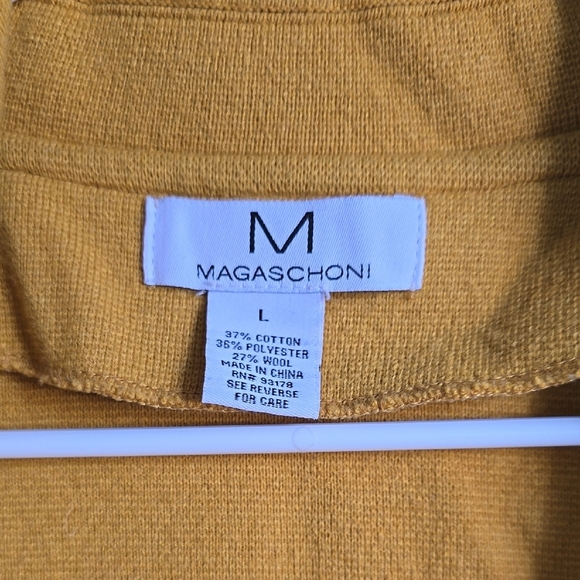 M
MAGASCHONI
L
37% COTTON
36% POLYESTER
27% WOOL
MADE IN CHINA
RN# 93178
SEE REVERSE
FOR CARE